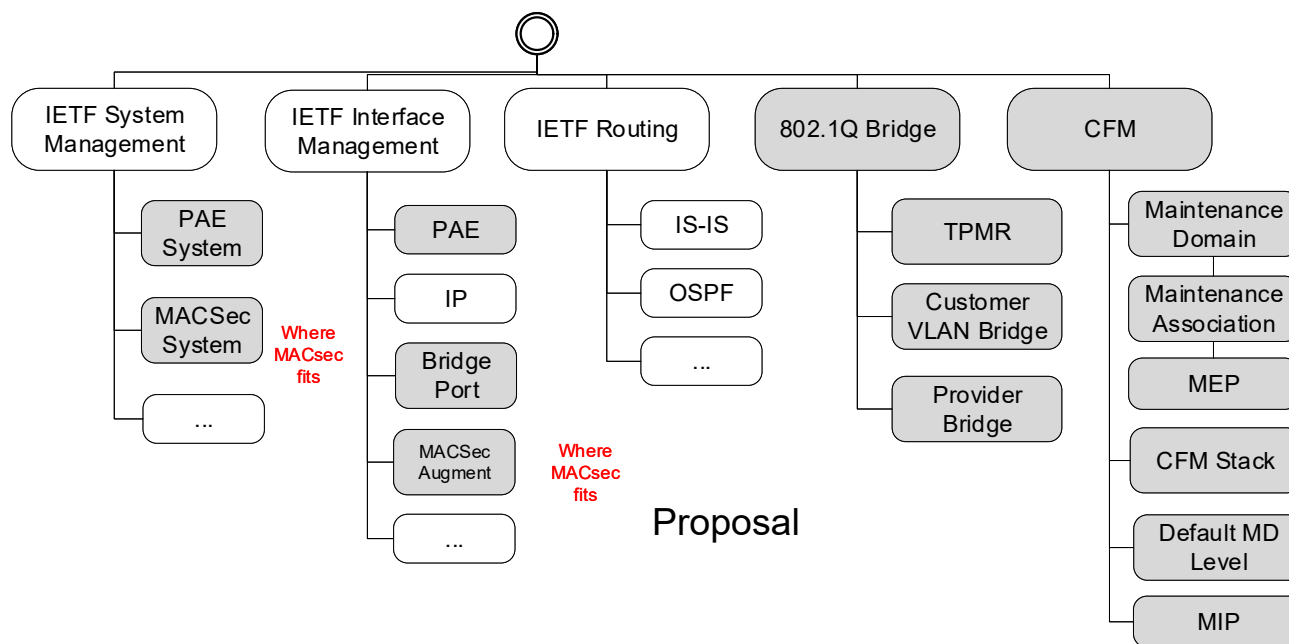 IETF System
Management
IETF Interface
Management
IETF Routing
802.1Q Bridge
CFM
PAE
System
MACSec
System
...
Where
MACsec
fits
PAE
IP
Bridge
Port
MACSec
Augment
...
Where
MACsec
fits
IS-IS
OSPF
...
TPMR
Customer
VLAN Bridge
Provider
Bridge
Maintenance
Domain
Maintenance
Association
MEP
CFM Stack
Default MD
Level
MIP
Proposal